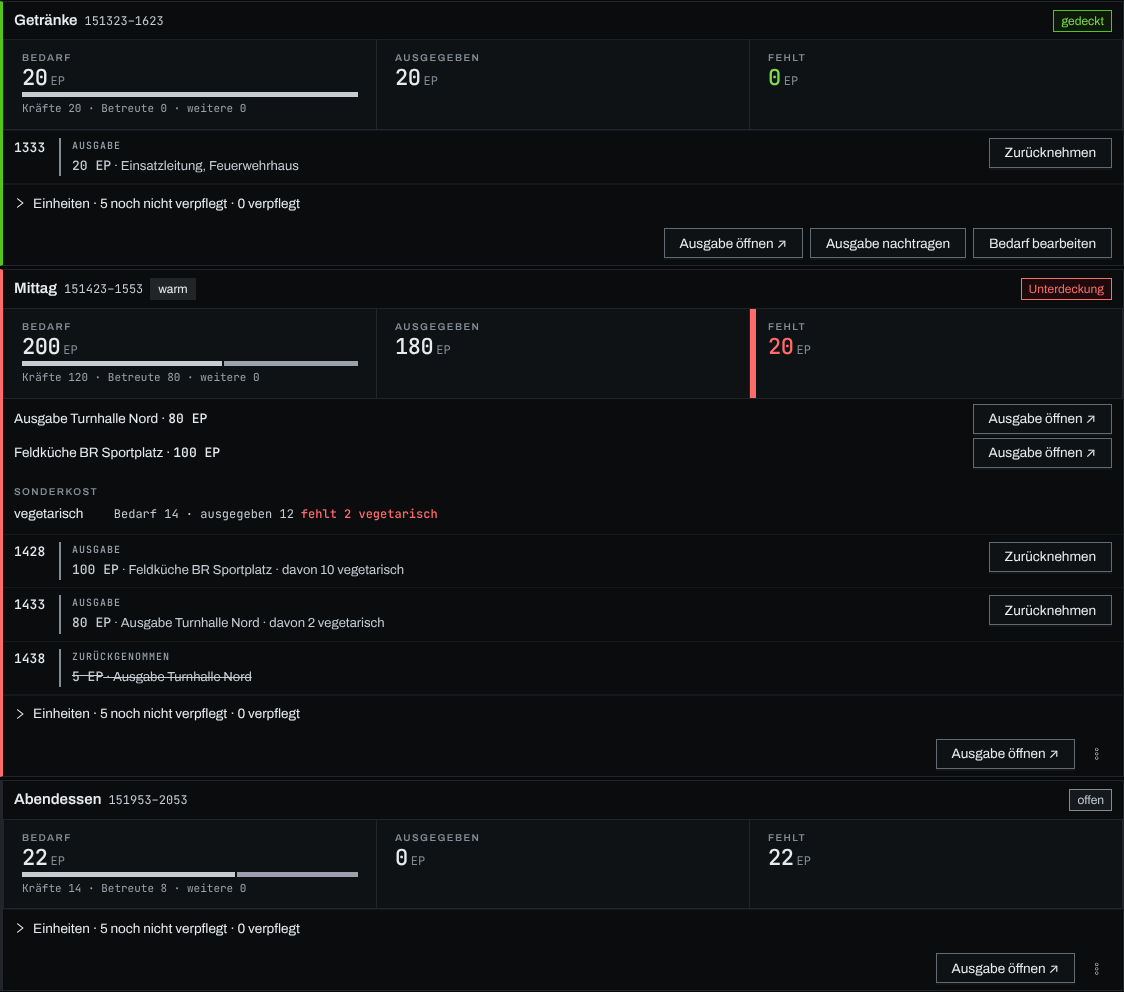 Getränke 151323–1623 gedeckt
BEDARF AUSGEGEBEN FEHLT
20 EP 20 EP 0 EP
Kräfte 20 · Betreute 0 · weitere 0
1333 AUSGABE Zurücknehmen
20 EP · Einsatzleitung, Feuerwehrhaus
Einheiten · 5 noch nicht verpflegt · 0 verpflegt
Ausgabe öffnen ↗ Ausgabe nachtragen Bedarf bearbeiten
Mittag 151423–1553 warm Unterdeckung
BEDARF AUSGEGEBEN FEHLT
200 EP 180 EP 20 EP
Kräfte 120 · Betreute 80 · weitere 0
Ausgabe Turnhalle Nord · 80 EP Ausgabe öffnen ↗
Feldküche BR Sportplatz · 100 EP Ausgabe öffnen ↗
SONDERKOST
vegetarisch Bedarf 14 · ausgegeben 12 fehlt 2 vegetarisch
1428 AUSGABE Zurücknehmen
100 EP · Feldküche BR Sportplatz · davon 10 vegetarisch
1433 AUSGABE Zurücknehmen
80 EP · Ausgabe Turnhalle Nord · davon 2 vegetarisch
1438 ZURÜCKGENOMMEN
5 EP · Ausgabe Turnhalle Nord
Einheiten · 5 noch nicht verpflegt · 0 verpflegt
Ausgabe öffnen ↗
Abendessen 151953–2053 offen
BEDARF AUSGEGEBEN FEHLT
22 EP 0 EP 22 EP
Kräfte 14 · Betreute 8 · weitere 0
Einheiten · 5 noch nicht verpflegt · 0 verpflegt
Ausgabe öffnen ↗